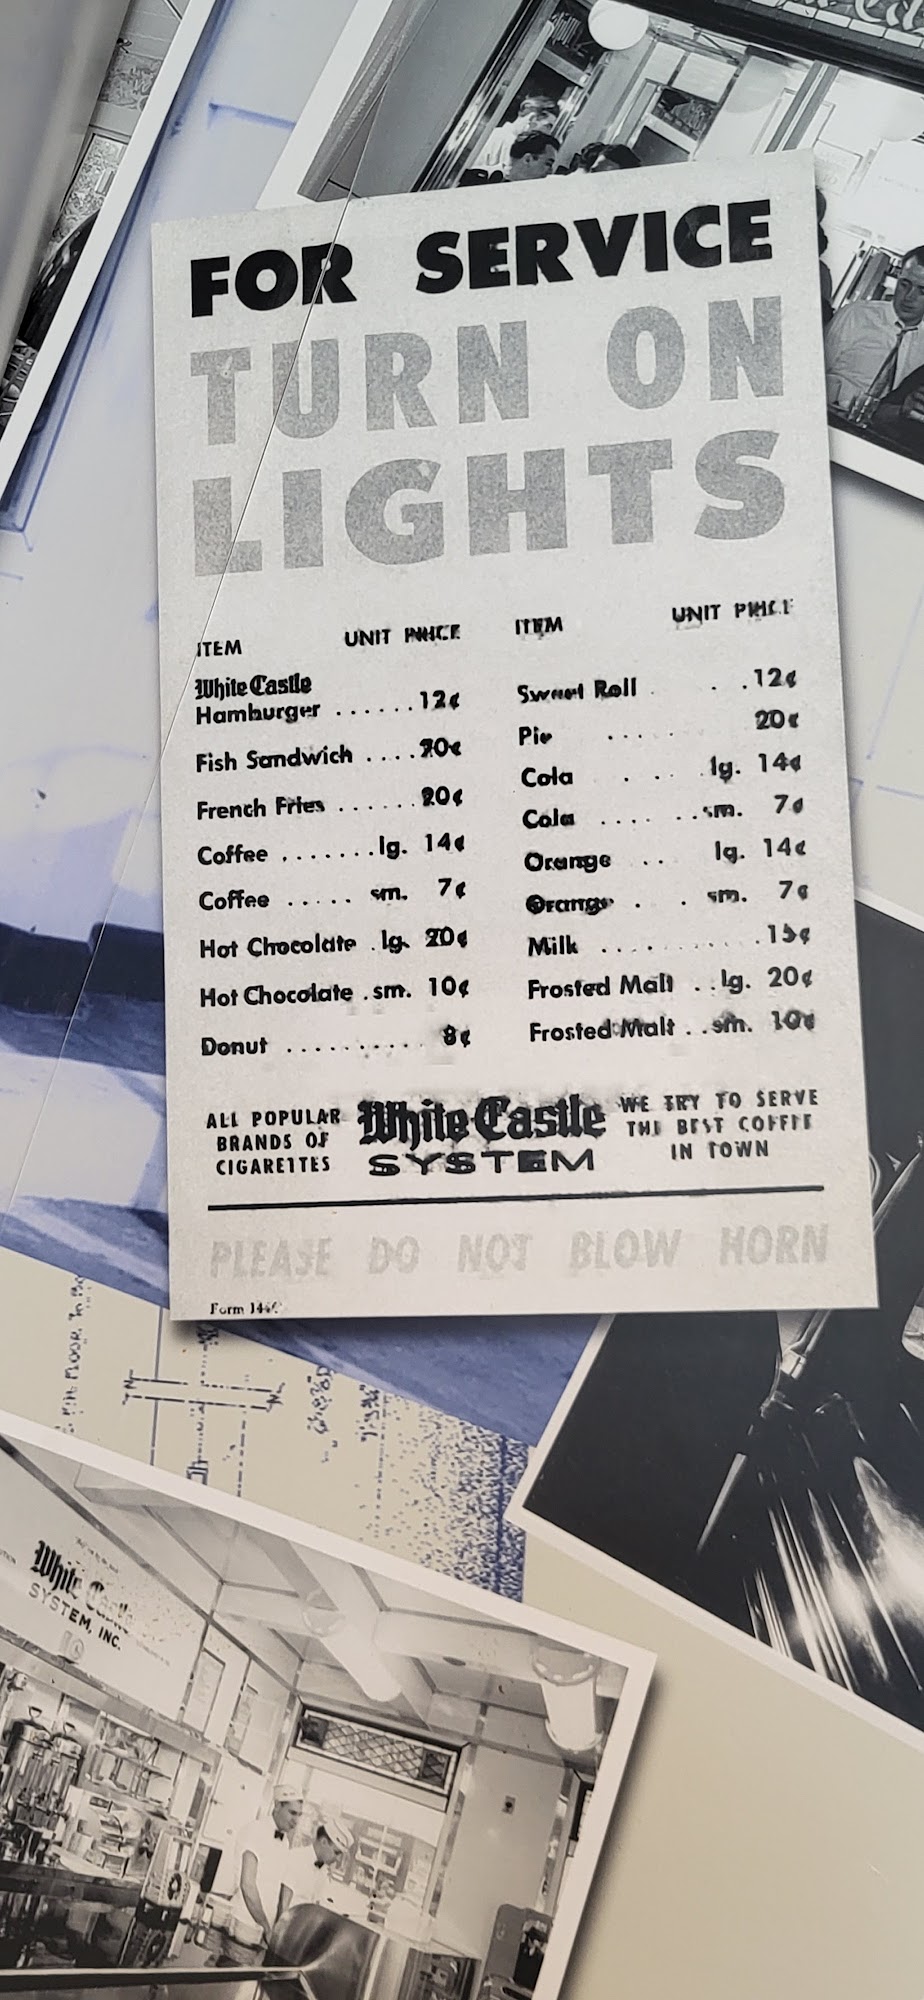 FOR SERVICE
TURN ON
LIGHTS
ITEM UNIT PRICE
White Castle
Hamburger ......12¢
Fish Sandwich ....20¢
French Fries .......20¢
Coffee .......lg. 14¢
Coffee ..... sm. 7¢
Hot Chocolate .lg. 20¢
Hot Chocolate .sm. 10¢
Donut .......... 8¢
ITEM UNIT PRICE
Sweet Roll . . .12¢
Pie ..... 20¢
Cola . . . . lg. 14¢
Cola .... ..sm. 7¢
Orange ... lg. 14¢
Orange . . sm. 7¢
Milk ...........15¢
Frosted Malt ..lg. 20¢
Frosted Malt ..sm. 10¢
ALL POPULAR
BRANDS OF
CIGARETTES
White Castle
SYSTEM
WE TRY TO SERVE
THE BEST COFFEE
IN TOWN
PLEASE DO NOT BLOW HORN
Form
White Castle
SYSTEM, INC.